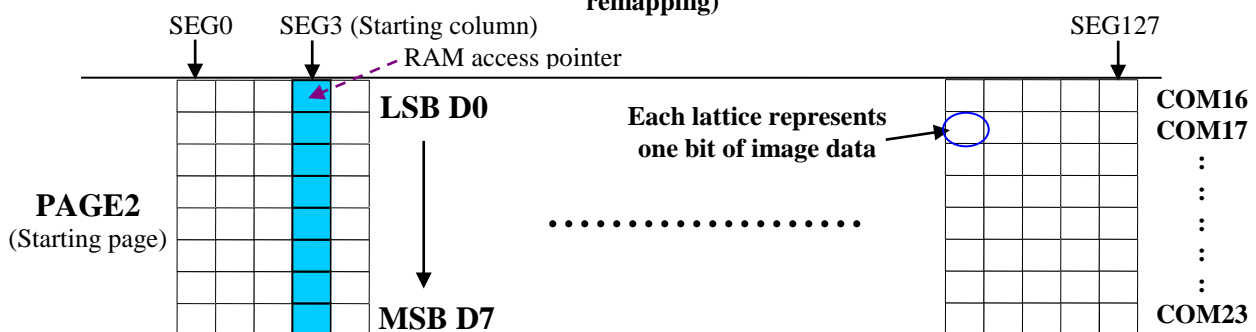 remapping)
SEG0 SEG3 (Starting column) SEG127
RAM access pointer
LSB D0
Each lattice represents
one bit of image data
COM16
COM17
:
:
:
:
:
COM23
PAGE2
(Starting page)
.....................
MSB D7